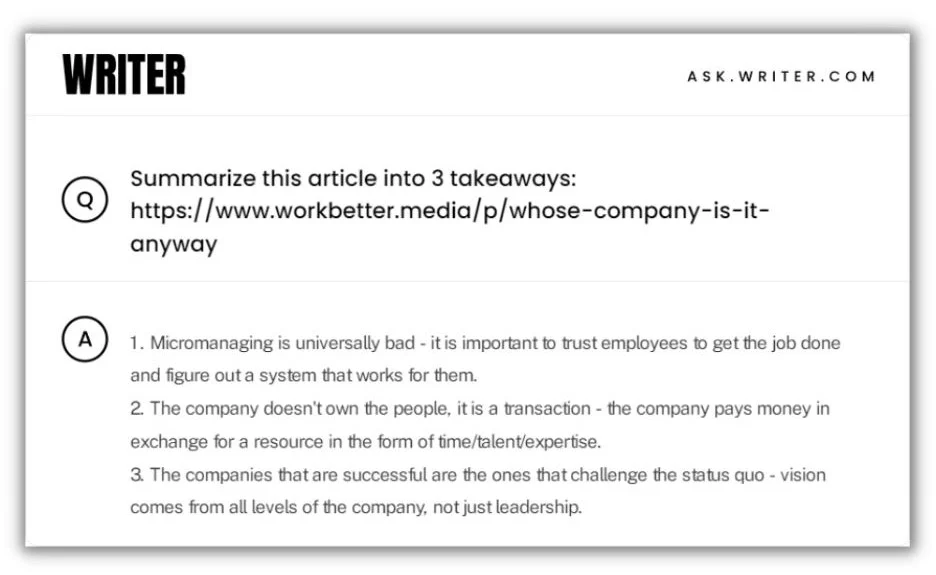 WRITER
ASK.WRITER.COM
Q
Summarize this article into 3 takeaways:
https://www.workbetter.media/p/whose-company-is-it-
anyway
A
1. Micromanaging is universally bad - it is important to trust employees to get the job done
and figure out a system that works for them.
2. The company doesn't own the people, it is a transaction - the company pays money in
exchange for a resource in the form of time/talent/expertise.
3. The companies that are successful are the ones that challenge the status quo - vision
comes from all levels of the company, not just leadership.